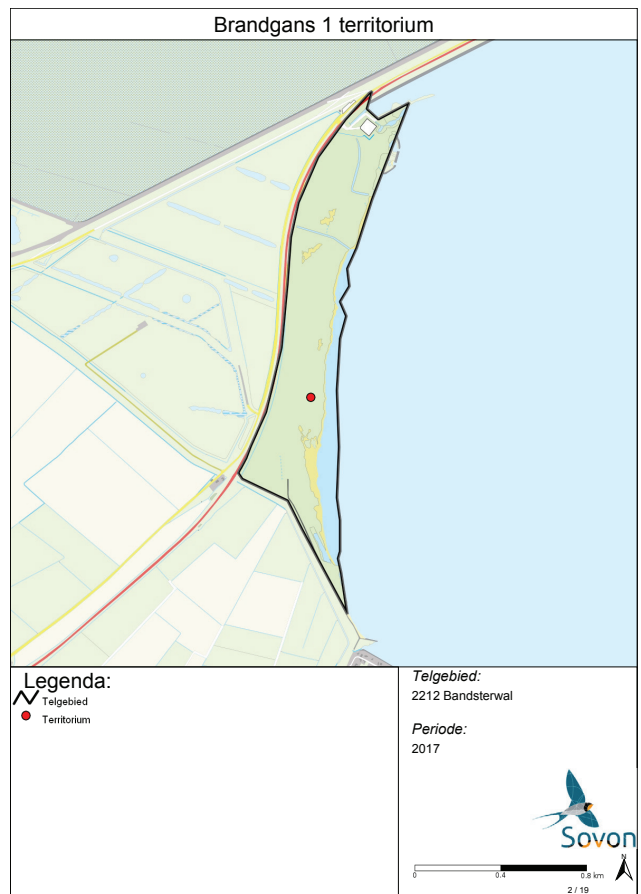 Brandgans 1 territorium
Legenda:
Telgebied
Territorium
Telgebied:
2212 Bandsterwal
Periode:
2017
Sovon
N
0 0.4 0.8 km
2 / 19